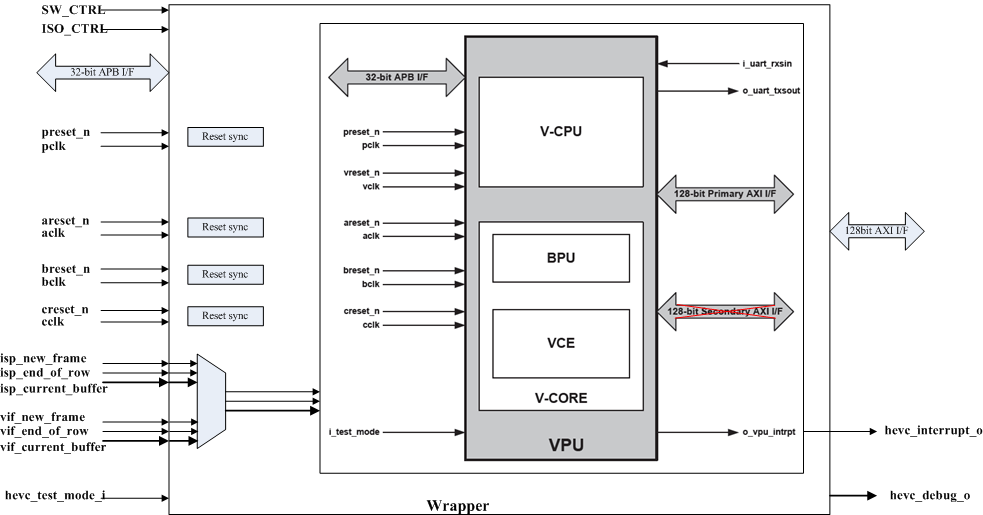 SW_CTRL
ISO_CTRL
32-bit APB I/F
preset_n
pclk
Reset sync
areset_n
aclk
Reset sync
breset_n
bclk
Reset sync
creset_n
cclk
Reset sync
isp_new_frame
isp_end_of_row
isp_current_buffer
vif_new_frame
vif_end_of_row
vif_current_buffer
hevc_test_mode_i
32-bit APB I/F
preset_n
pclk
vreset_n
vclk
areset_n
aclk
breset_n
bclk
creset_n
cclk
i_test_mode
V-CPU
BPU
VCE
V-CORE
VPU
i_uart_rxsin
o_uart_txsout
128-bit Primary AXI I/F
128-bit Secondary AXI I/F
o_vpu_intrpt
128bit AXI I/F
hevc_interrupt_o
hevc_debug_o
Wrapper